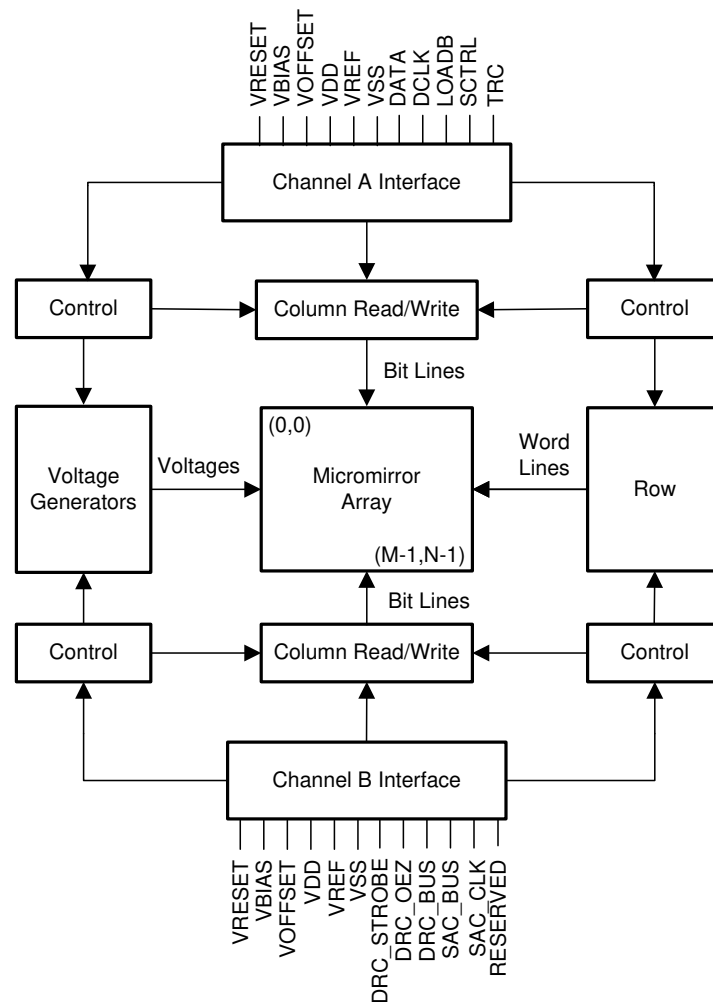 VRESET
VBIAS
VOFFSET
VDD
VREF
VSS
DATA
DCLK
LOADB
SCTRL
TRC
Channel A Interface
Control
Column Read/Write
Control
Bit Lines
(0,0)
Voltage
Generators
Voltages
Micromirror
Array
Word
Lines
Row
(M-1,N-1)
Bit Lines
Control
Column Read/Write
Control
Channel B Interface
VRESET
VBIAS
VOFFSET
VDD
VREF
VSS
DRC_STROBE
DRC_OEZ
DRC_BUS
SAC_BUS
SAC_CLK
RESERVED